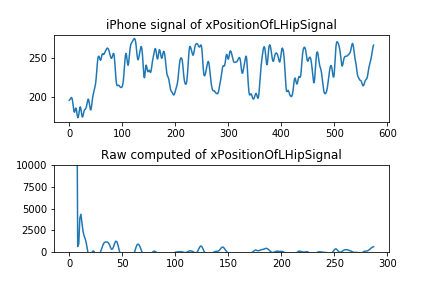 iPhone signal of xPositionOfLHipSignal
250
200
0 100 200 300 400 500 600
Raw computed of xPositionOfLHipSignal
10000
7500
5000
2500
0
0 50 100 150 200 250 300